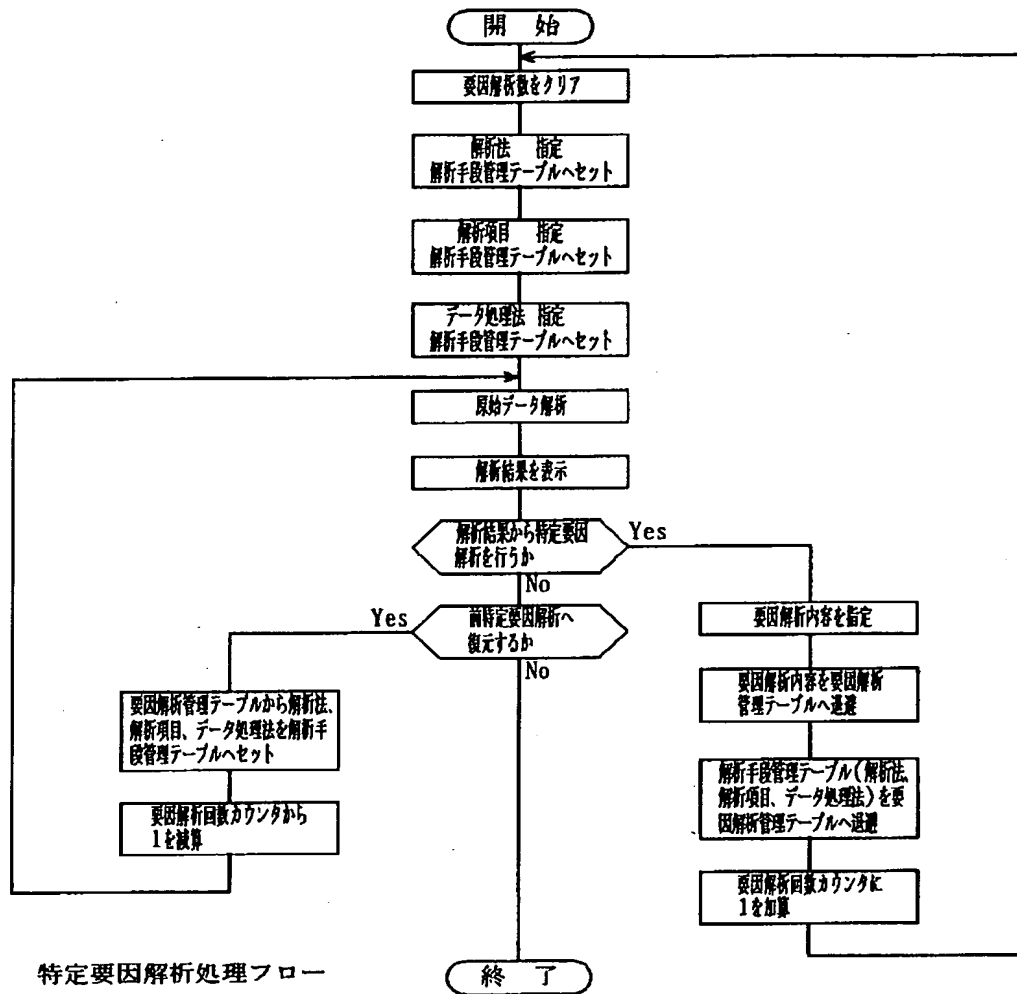 開 始
要因解析数をクリア
解析法 指定
解析手段管理テーブルへセット
解析項目 指定
解析手段管理テーブルへセット
データ処理法 指定
解析手段管理テーブルへセット
原始データ解析
解析結果を表示
解析結果から特定要因
解析を行うか
Yes
No
要因解析内容を指定
要因解析内容を要因解析
管理テーブルへ退避
解析手段管理テーブル(解析法、
解析項目、データ処理法)を要
因解析管理テーブルへ退避
要因解析回数カウンタに
1を加算
前特定要因解析へ
復元するか
Yes
No
要因解析管理テーブルから解析法、
解析項目、データ処理法を解析手
段管理テーブルへセット
要因解析回数カウンタから
1を減算
終 了
特定要因解析処理フロー